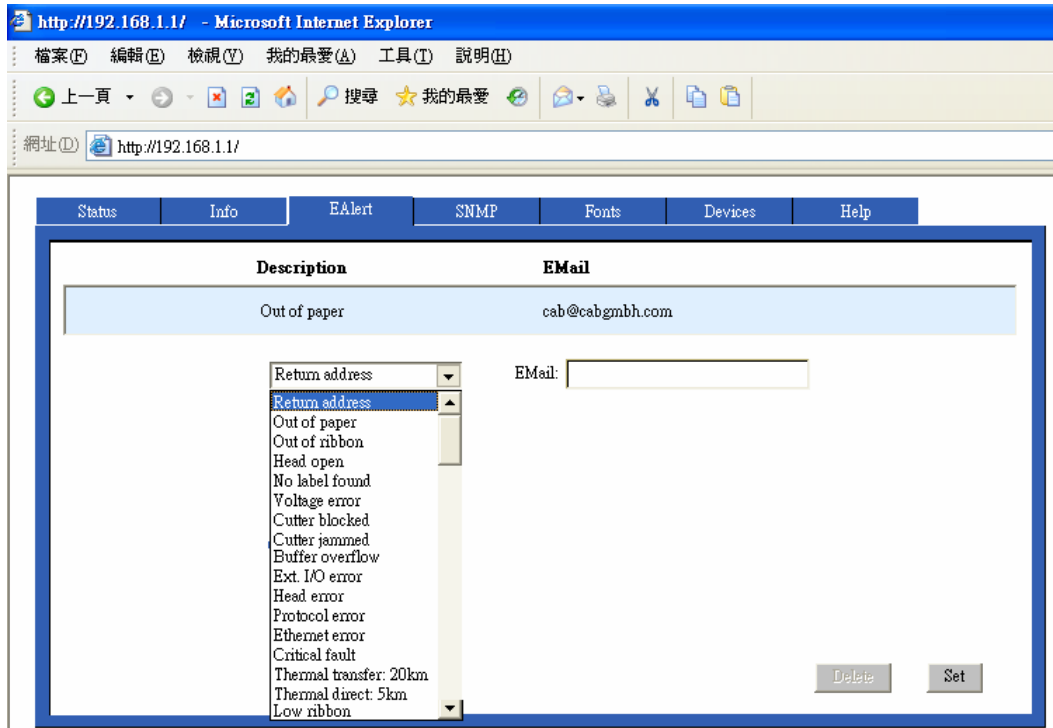 http://192.168.1.1/ - Microsoft Internet Explorer
檔案(F) 編輯(E) 檢視(V) 我的最愛(A) 工具(T) 說明(H)
上一頁 搜尋 我的最愛
網址(D) http://192.168.1.1/
Status Info EAlert SNMP Fonts Devices Help
Description EMail
Out of paper cab@cabgmbh.com
Return address EMail:
Return address
Out of paper
Out of ribbon
Head open
No label found
Voltage error
Cutter blocked
Cutter jammed
Buffer overflow
Ext. I/O error
Head error
Protocol error
Ethernet error
Critical fault
Thermal transfer: 20km
Thermal direct: 5km
Low ribbon
Delete Set